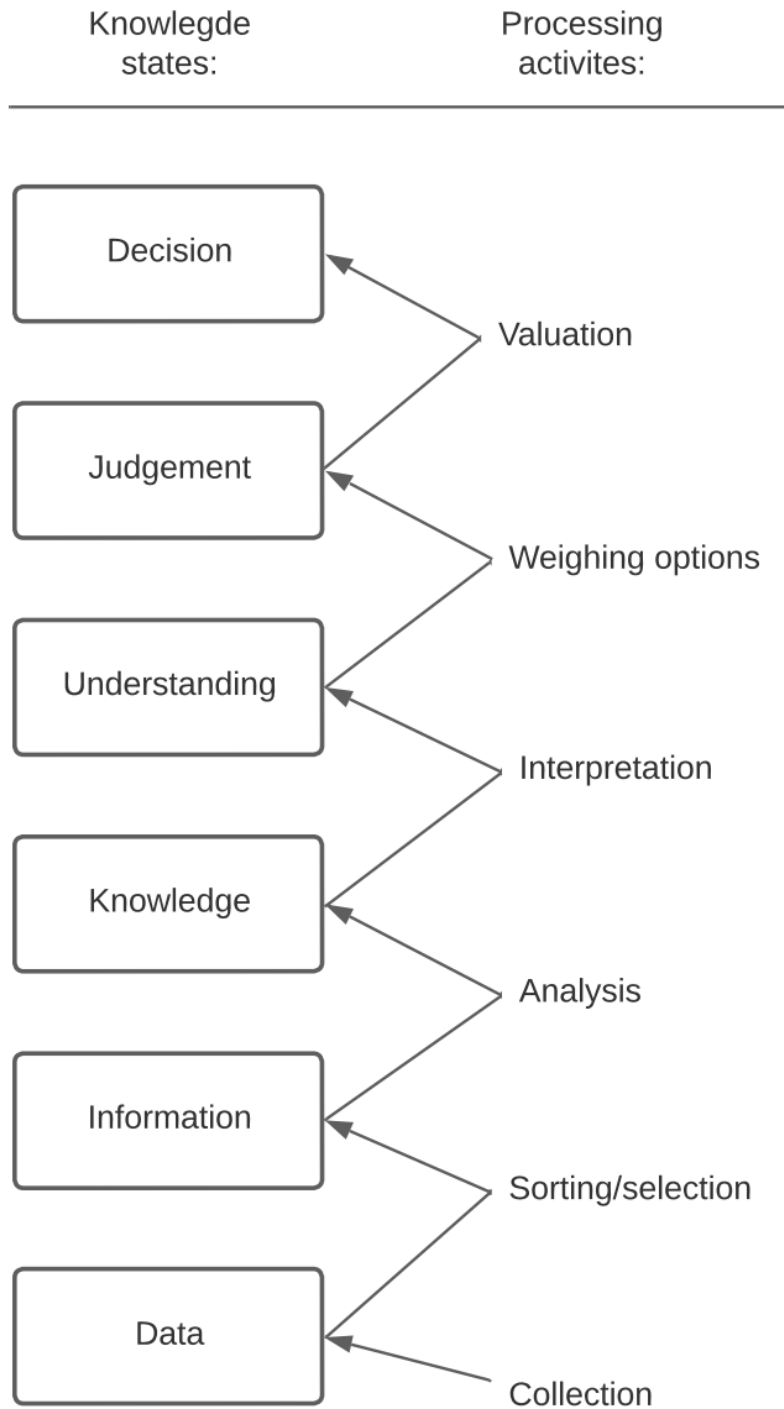 Knowlegde
states:
Processing
activites:
Decision
Valuation
Judgement
Weighing options
Understanding
Interpretation
Knowledge
Analysis
Information
Sorting/selection
Data
Collection